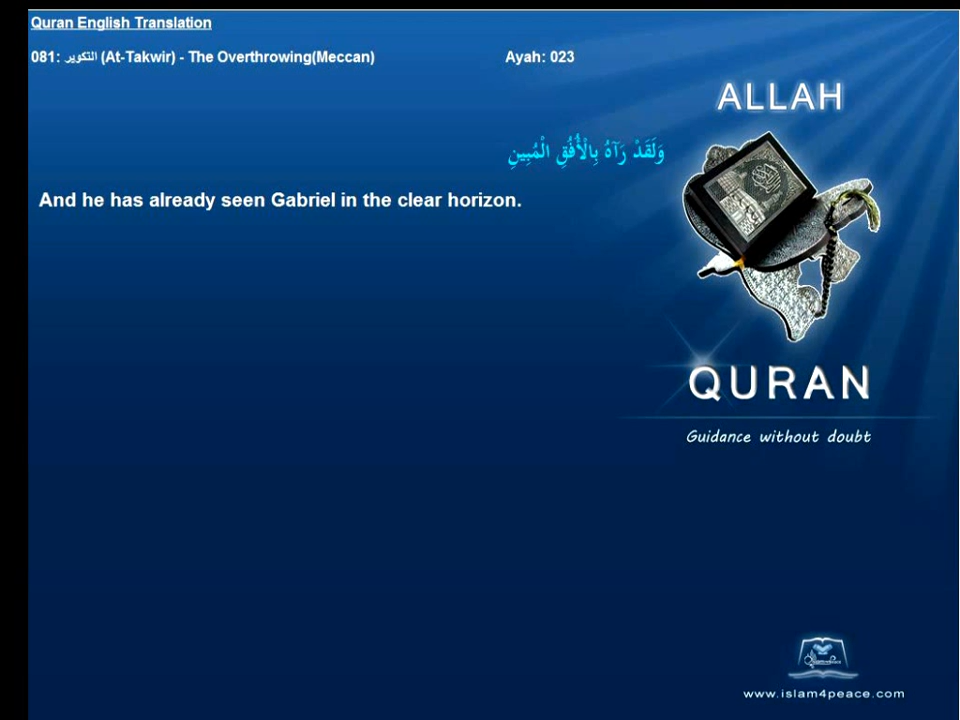 Quran English Translation
081: التكوير (At-Takwir) - The Overthrowing(Meccan) Ayah: 023
ALLAH
وَلَقَدْ رَآهُ بِالْأُفُقِ الْمُبِينِ
And he has already seen Gabriel in the clear horizon.
QURAN
Guidance without doubt
www.islam4peace.com